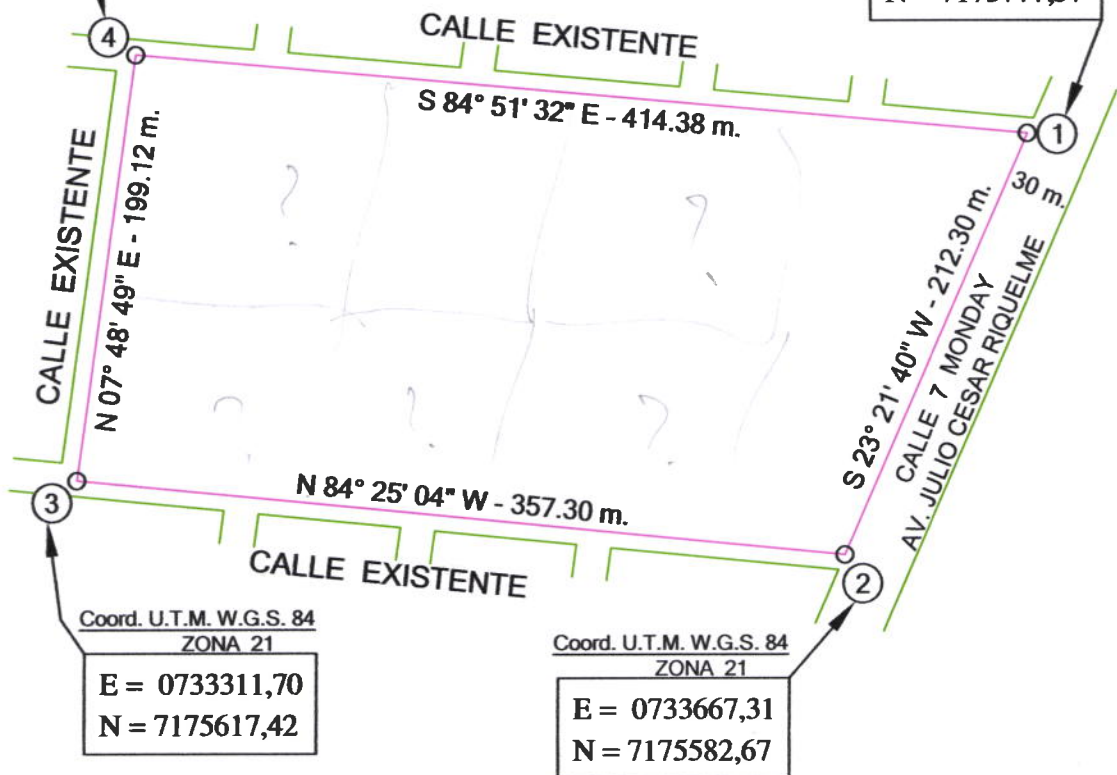 4
CALLE EXISTENTE
S 84° 51' 32" E - 414.38 m.
1
30 m.
CALLE EXISTENTE
N 07° 48' 49" E - 199.12 m.
S 23° 21' 40" W - 212.30 m.
CALLE 7 MONDAY
AV. JULIO CESAR RIQUELME
N 84° 25' 04" W - 357.30 m.
3
CALLE EXISTENTE
2
Coord. U.T.M. W.G.S. 84
ZONA 21
E = 0733311,70
N = 7175617,42
Coord. U.T.M. W.G.S. 84
ZONA 21
E = 0733667,31
N = 7175582,67